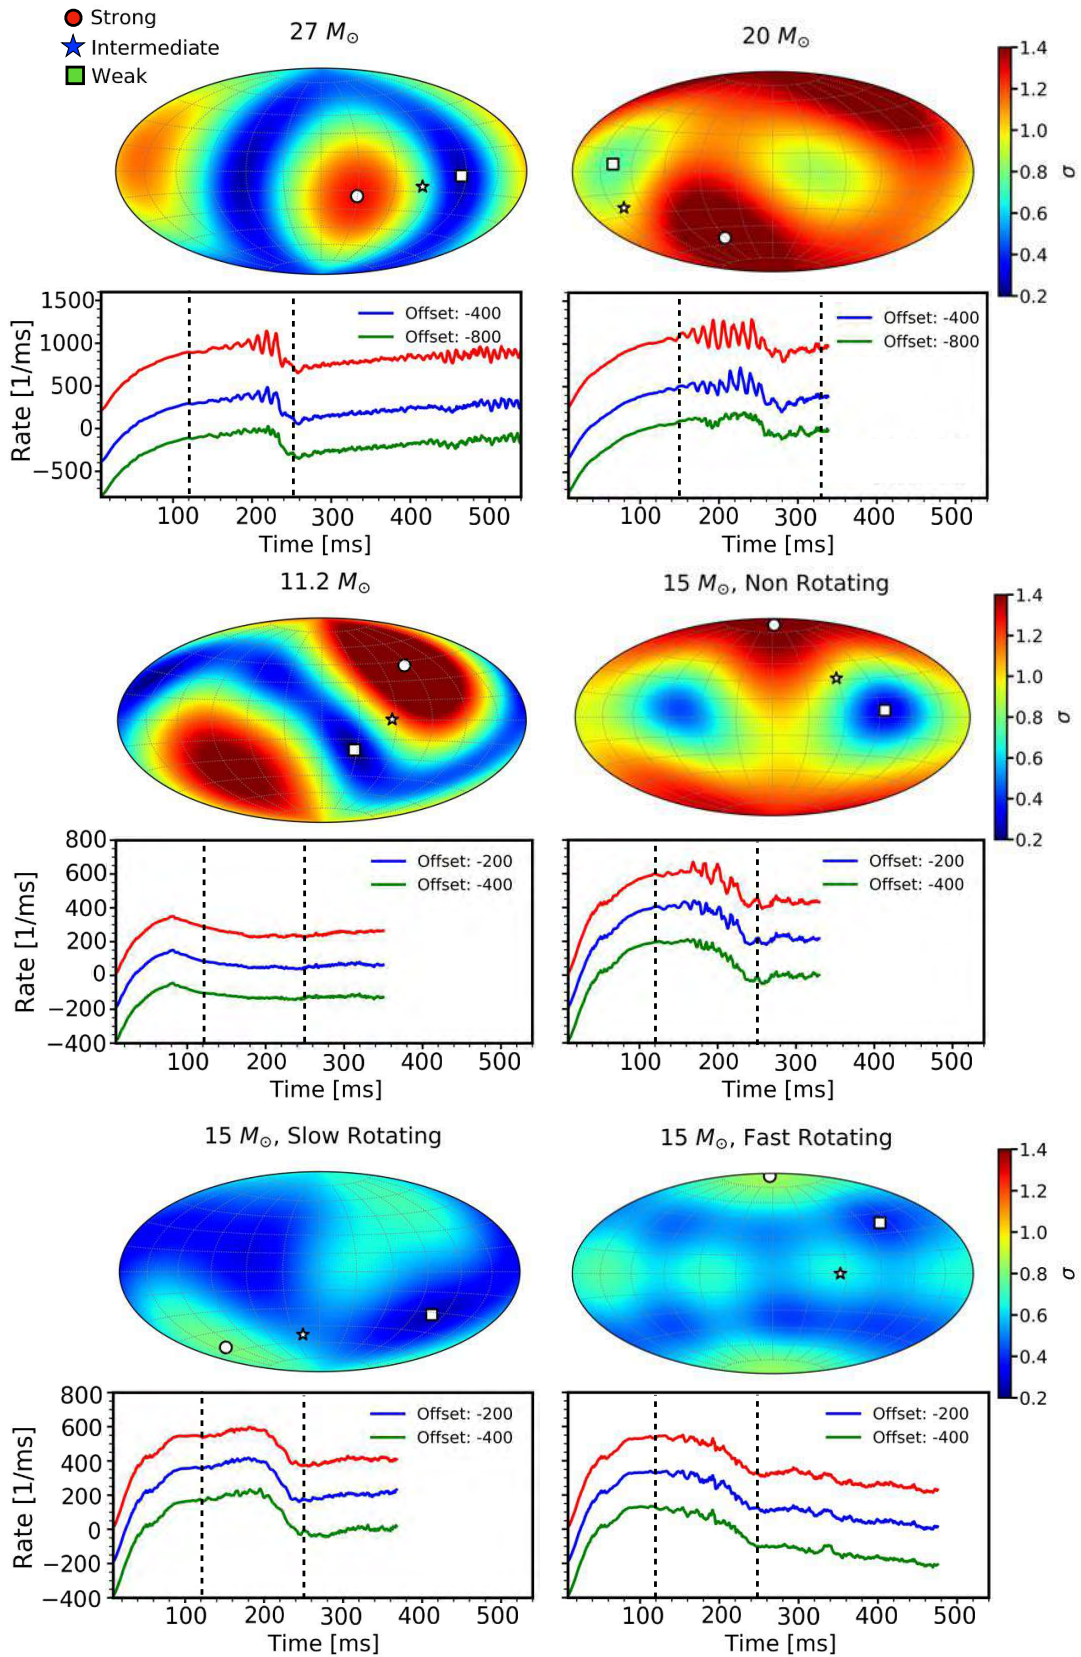 Strong
Intermediate
Weak
27 M⊙
20 M⊙
1.4
1.2
1.0
0.8
0.6
0.4
0.2
σ
1500
1000
500
0
−500
Rate [1/ms]
Offset: -400
Offset: -800
100 200 300 400 500
Time [ms]
Offset: -400
Offset: -800
100 200 300 400 500
Time [ms]
11.2 M⊙
15 M⊙, Non Rotating
1.4
1.2
1.0
0.8
0.6
0.4
0.2
σ
800
600
400
200
0
−200
−400
Rate [1/ms]
Offset: -200
Offset: -400
100 200 300 400 500
Time [ms]
Offset: -200
Offset: -400
100 200 300 400 500
Time [ms]
15 M⊙, Slow Rotating
15 M⊙, Fast Rotating
1.4
1.2
1.0
0.8
0.6
0.4
0.2
σ
800
600
400
200
0
−200
−400
Rate [1/ms]
Offset: -200
Offset: -400
100 200 300 400 500
Time [ms]
Offset: -200
Offset: -400
100 200 300 400 500
Time [ms]